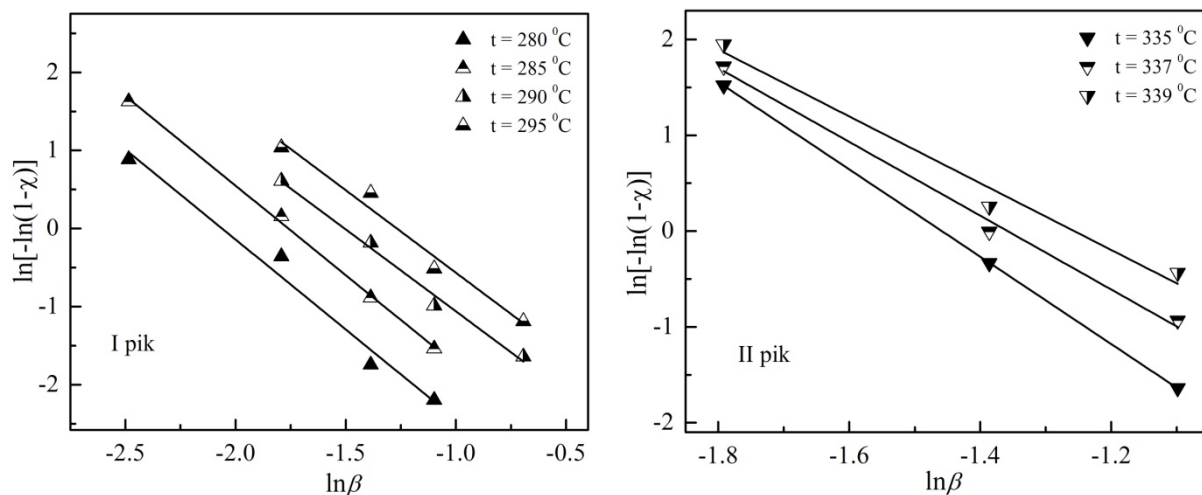 t = 280 ⁰C
t = 285 ⁰C
t = 290 ⁰C
t = 295 ⁰C
ln[-ln(1-χ)]
2
1
0
-1
-2
I pik
-2.5 -2.0 -1.5 -1.0 -0.5
lnβ
t = 335 ⁰C
t = 337 ⁰C
t = 339 ⁰C
ln[-ln(1-χ)]
2
1
0
-1
-2
II pik
-1.8 -1.6 -1.4 -1.2
lnβ